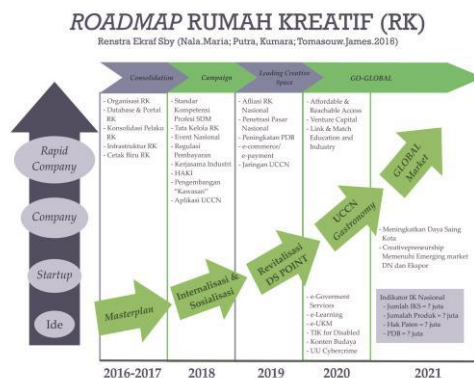 ROADMAP RUMAH KREATIF (RK)
Renstra Ekraf Sby (Nala.Maria; Putra, Kumara; Tomasouw.James.2016)
Consolidation
Campaign
Leading Creative
Space
GO-GLOBAL
- Organisasi RK
- Database & Portal
RK
- Konsolidasi Pelaku
RK
- Infrastruktur RK
- Cetak Biru RK
- Standar
Kompetensi
Profesi SDM
- Tata Kelola RK
- Event Nasional
- Regulasi
Pembayaran
- Kerjasama Industri
- HAKI
- Pengembangan
"Kawasan"
- Aplikasi UCCN
- Afliasi RK
Nasional
- Penetrasi Pasar
Nasional
- Peningkatan PDB
- e-commerce/
e-payment
- Jaringan UCCN
- Affordable &
Reachable Access
- Venture Capital
- Link & Match
Education and
Industry
Rapid
Company
Company
Startup
Ide
Masterplan
Internalisasi &
Sosialisasi
Revitalisasi
DS POINT
UCCN
Gastronomy
GLOBAL
Market
- Meningkatkan Daya Saing
Kota
- Creativepreneurship
Memenuhi Emerging market
DN dan Ekspor
- e-Goverment
Services
- e-Learning
- e-UKM
- TIK for Disabled
- Konten Budaya
- UU Cybercrime
Indikator IK Nasional
- Jumlah IKS = ? juta
- Jumalah Produk = ? juta
- Hak Paten = ? juta
- PDB = ? juta
2016-2017
2018
2019
2020
2021